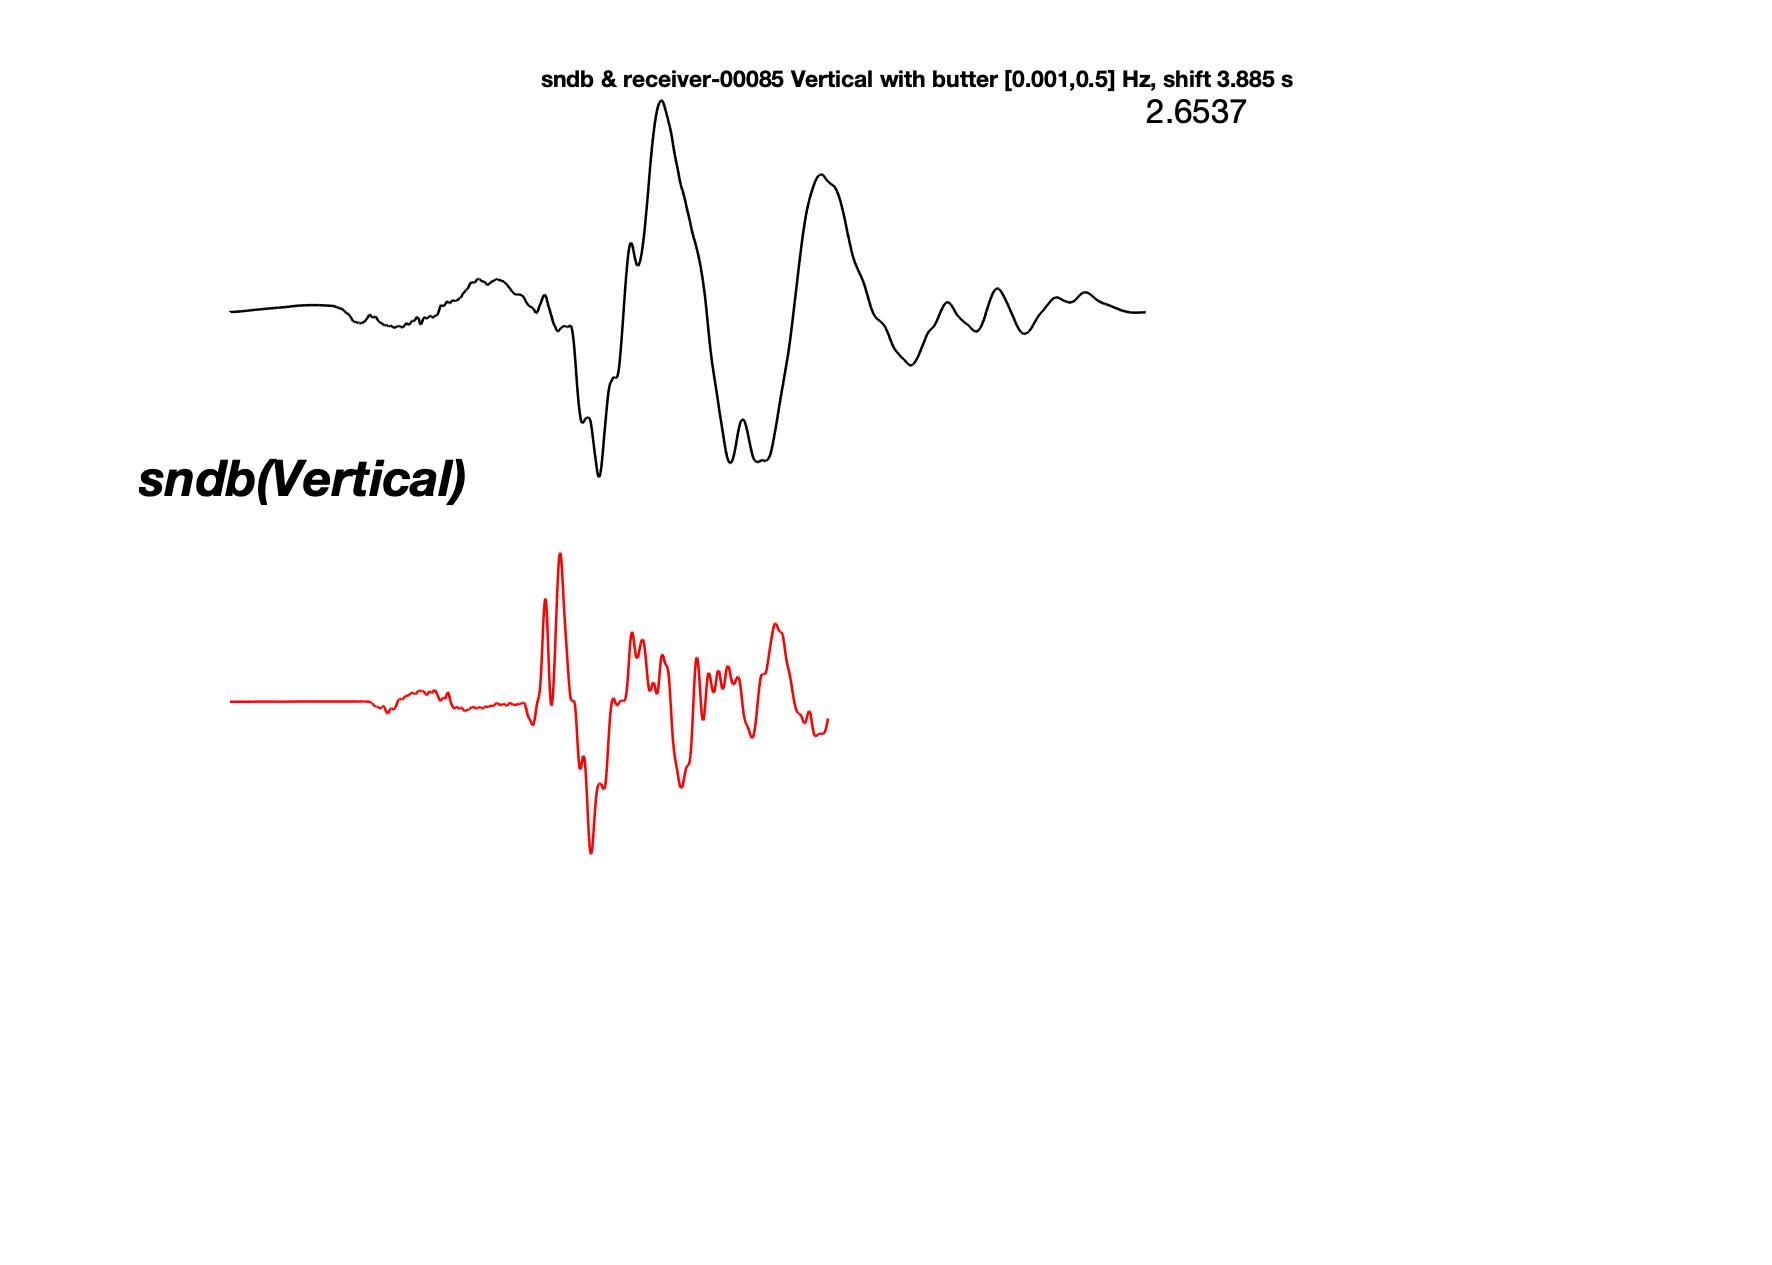 sndb & receiver-00085 Vertical with butter [0.001,0.5] Hz, shift 3.885 s
2.6537
sndb(Vertical)